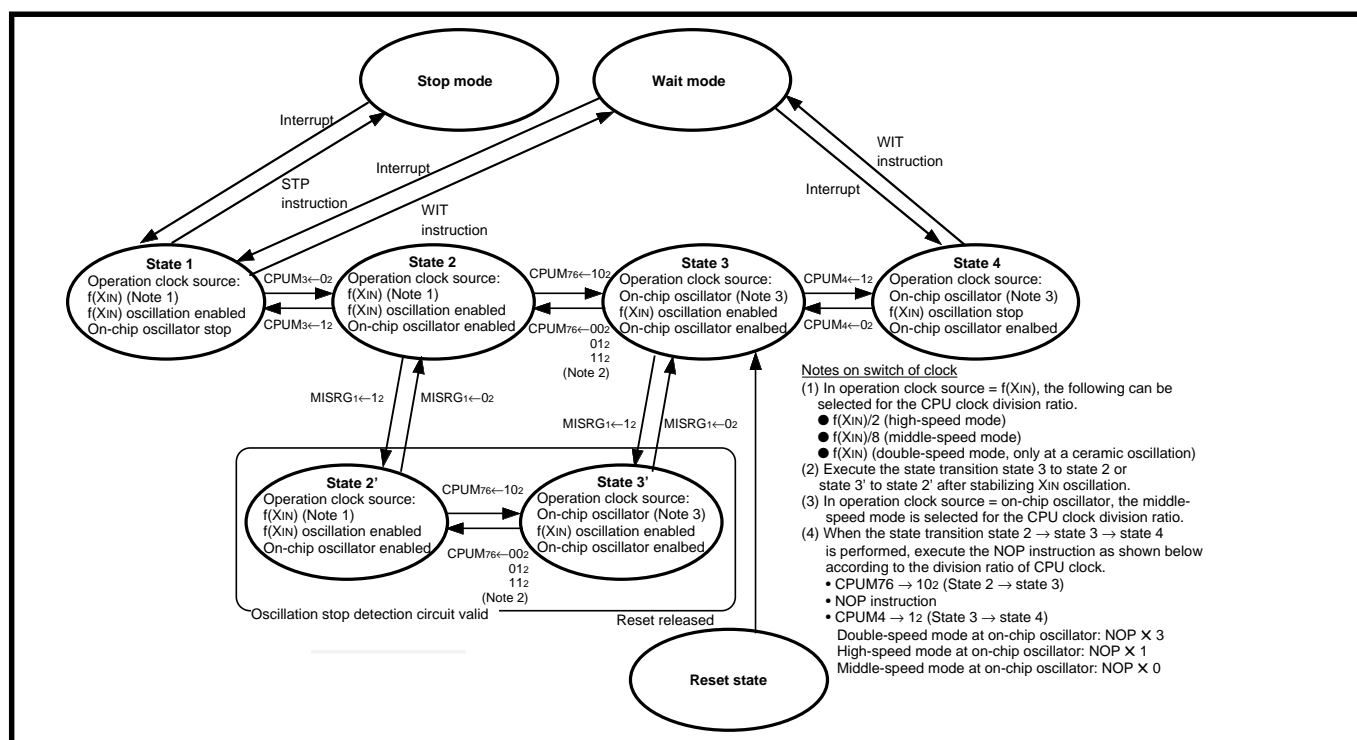 Stop mode
Wait mode
Interrupt
STP
instruction
Interrupt
WIT
instruction
WIT
instruction
Interrupt
State 1
Operation clock source:
f(XIN) (Note 1)
f(XIN) oscillation enabled
On-chip oscillator stop
CPUM3←02
CPUM3←12
State 2
Operation clock source:
f(XIN) (Note 1)
f(XIN) oscillation enabled
On-chip oscillator enabled
CPUM76←102
CPUM76←002
012
112
(Note 2)
State 3
Operation clock source:
On-chip oscillator (Note 3)
f(XIN) oscillation enabled
On-chip oscillator enalbed
CPUM4←12
CPUM4←02
State 4
Operation clock source:
On-chip oscillator (Note 3)
f(XIN) oscillation stop
On-chip oscillator enalbed
MISRG1←12
MISRG1←02
MISRG1←12
MISRG1←02
State 2'
Operation clock source:
f(XIN) (Note 1)
f(XIN) oscillation enabled
On-chip oscillator enabled
CPUM76←102
CPUM76←002
012
112
(Note 2)
State 3'
Operation clock source:
On-chip oscillator (Note 3)
f(XIN) oscillation enabled
On-chip oscillator enalbed
Oscillation stop detection circuit valid
Reset released
Reset state
Notes on switch of clock
(1) In operation clock source = f(XIN), the following can be
selected for the CPU clock division ratio.
● f(XIN)/2 (high-speed mode)
● f(XIN)/8 (middle-speed mode)
● f(XIN) (double-speed mode, only at a ceramic oscillation)
(2) Execute the state transition state 3 to state 2 or
state 3’ to state 2’ after stabilizing XIN oscillation.
(3) In operation clock source = on-chip oscillator, the middle-
speed mode is selected for the CPU clock division ratio.
(4) When the state transition state 2 → state 3 → state 4
is performed, execute the NOP instruction as shown below
according to the division ratio of CPU clock.
• CPUM76 → 102 (State 2 → state 3)
• NOP instruction
• CPUM4 → 12 (State 3 → state 4)
Double-speed mode at on-chip oscillator: NOP ✕ 3
High-speed mode at on-chip oscillator: NOP ✕ 1
Middle-speed mode at on-chip oscillator: NOP ✕ 0